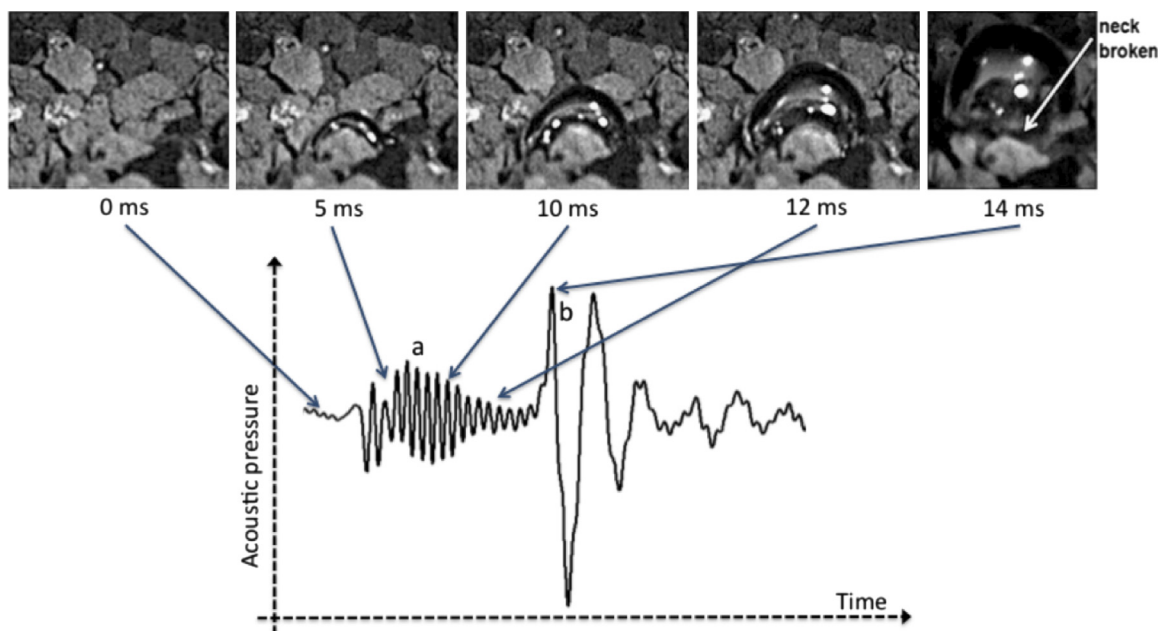 neck
broken
0 ms
5 ms
10 ms
12 ms
14 ms
a
b
Acoustic pressure
Time